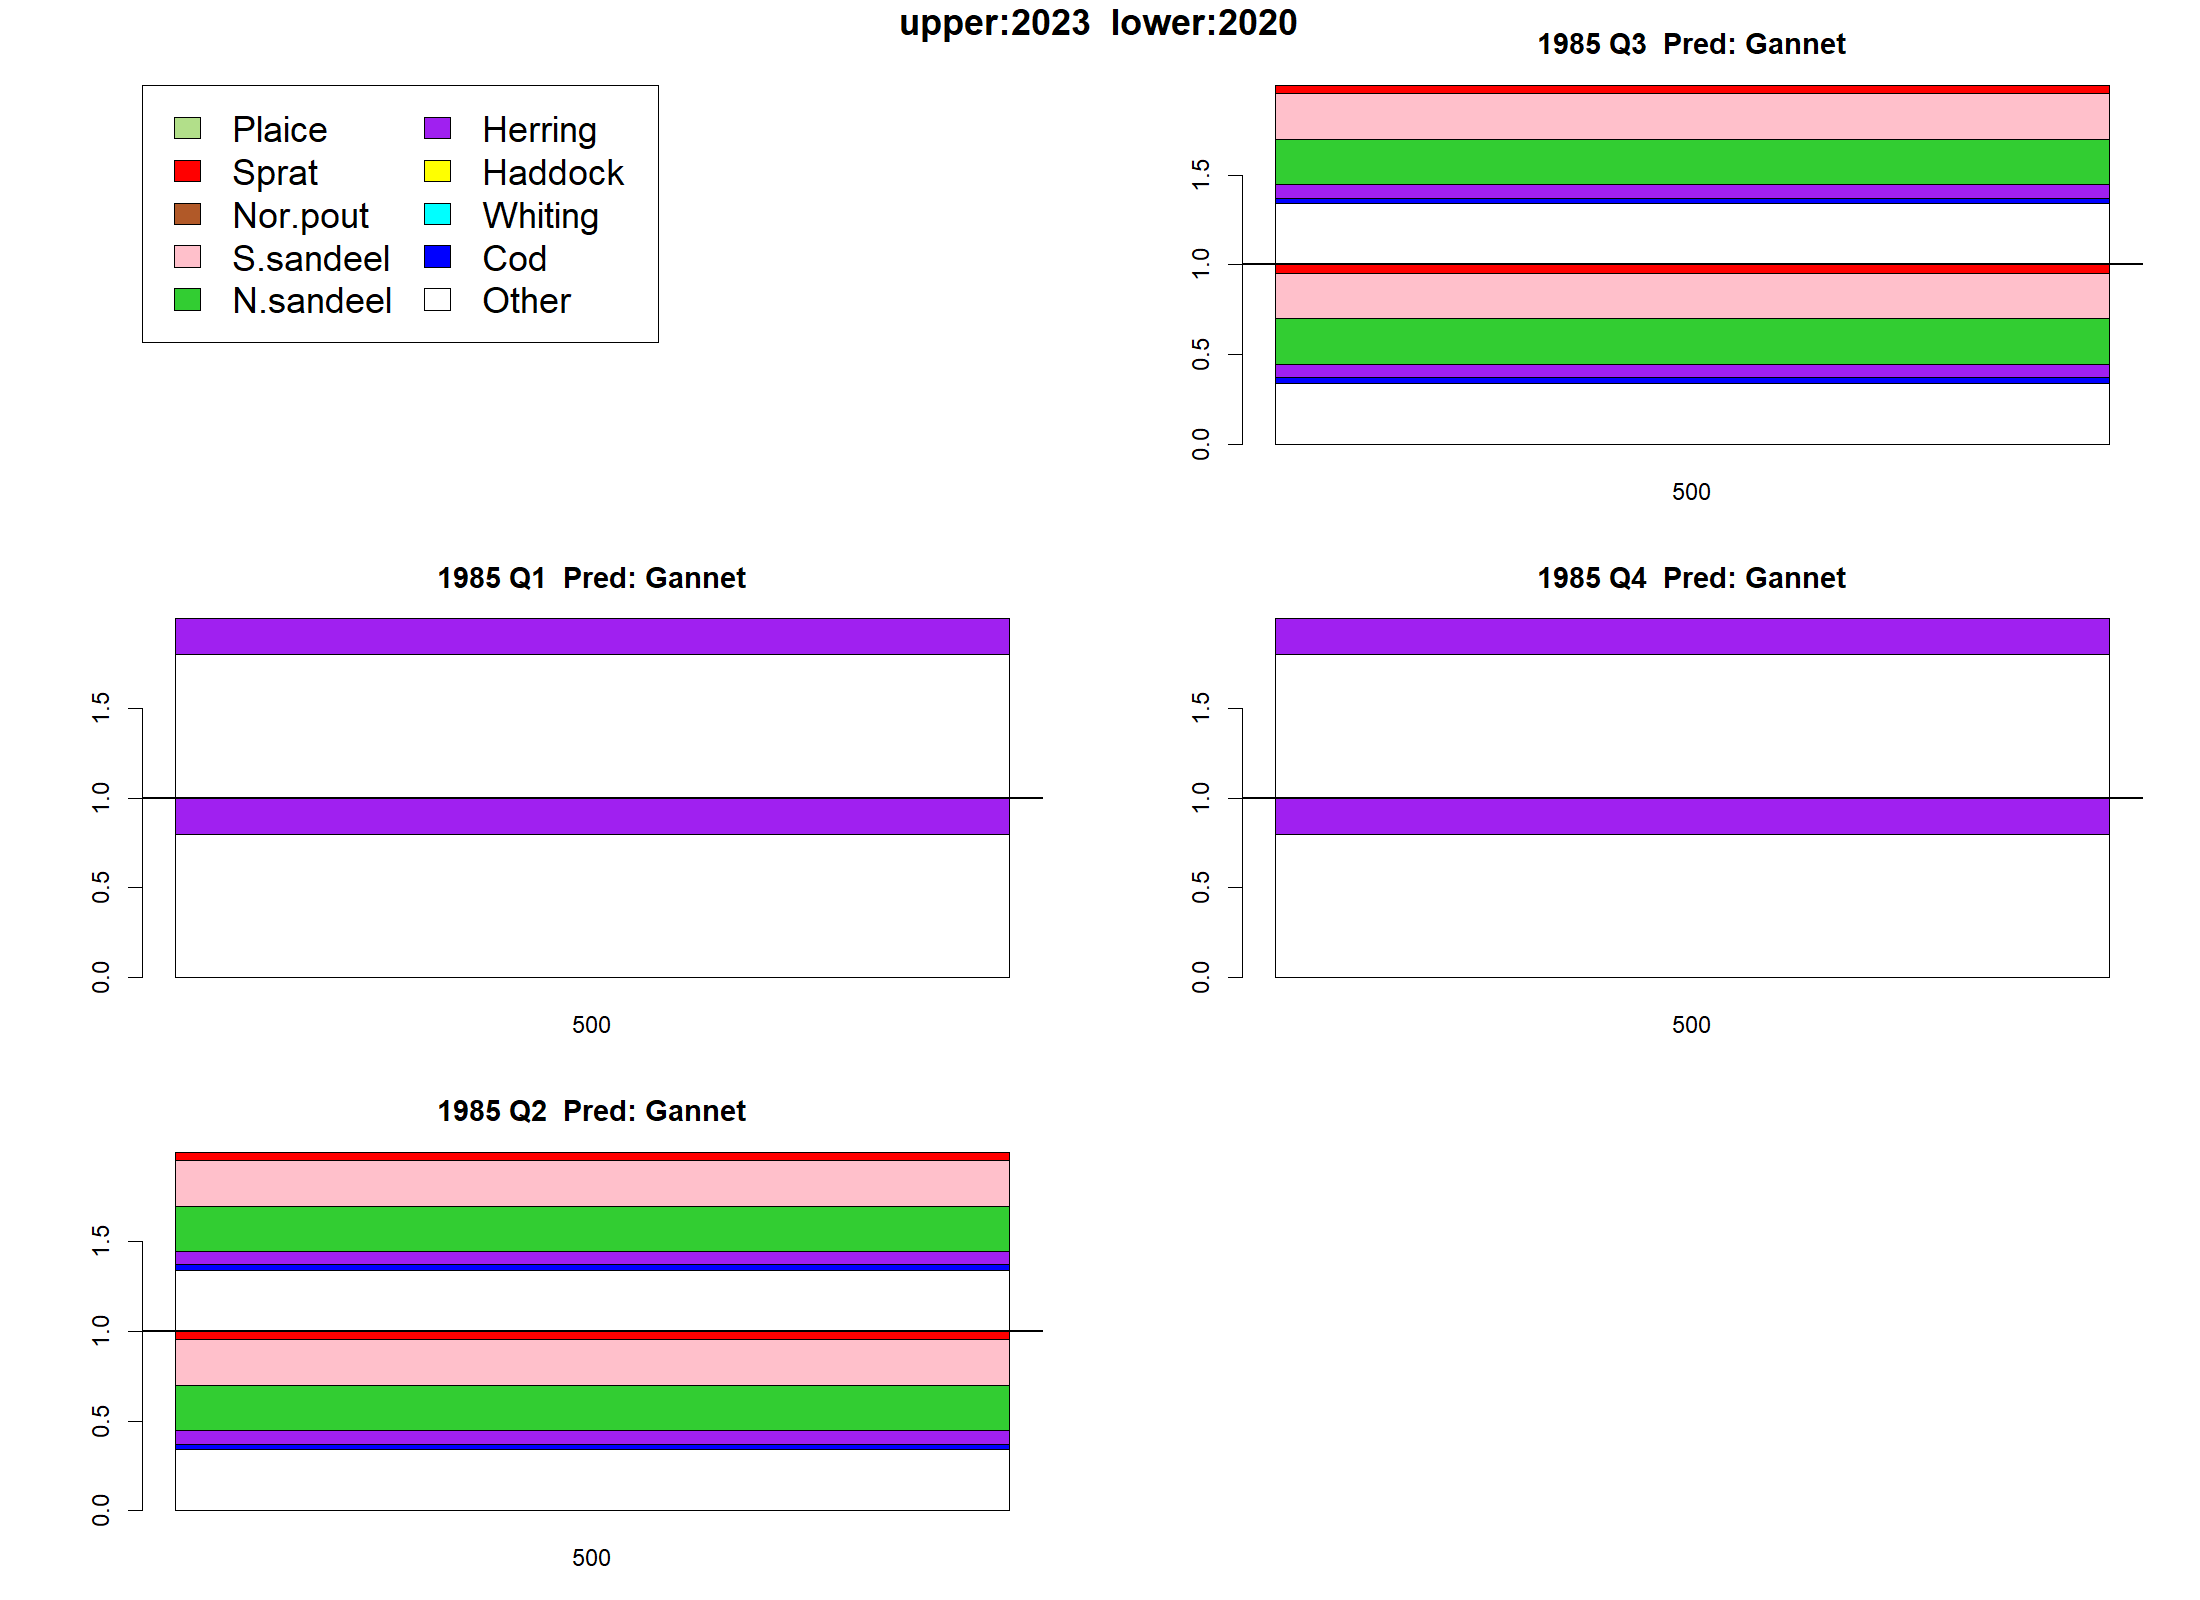 upper:2023  lower:2020
Plaice
Sprat
Nor.pout
S.sandeel
N.sandeel
Herring
Haddock
Whiting
Cod
Other
1985 Q3  Pred: Gannet
1.5
1.0
0.5
0.0
500
1985 Q1  Pred: Gannet
1.5
1.0
0.5
0.0
500
1985 Q4  Pred: Gannet
1.5
1.0
0.5
0.0
500
1985 Q2  Pred: Gannet
1.5
1.0
0.5
0.0
500